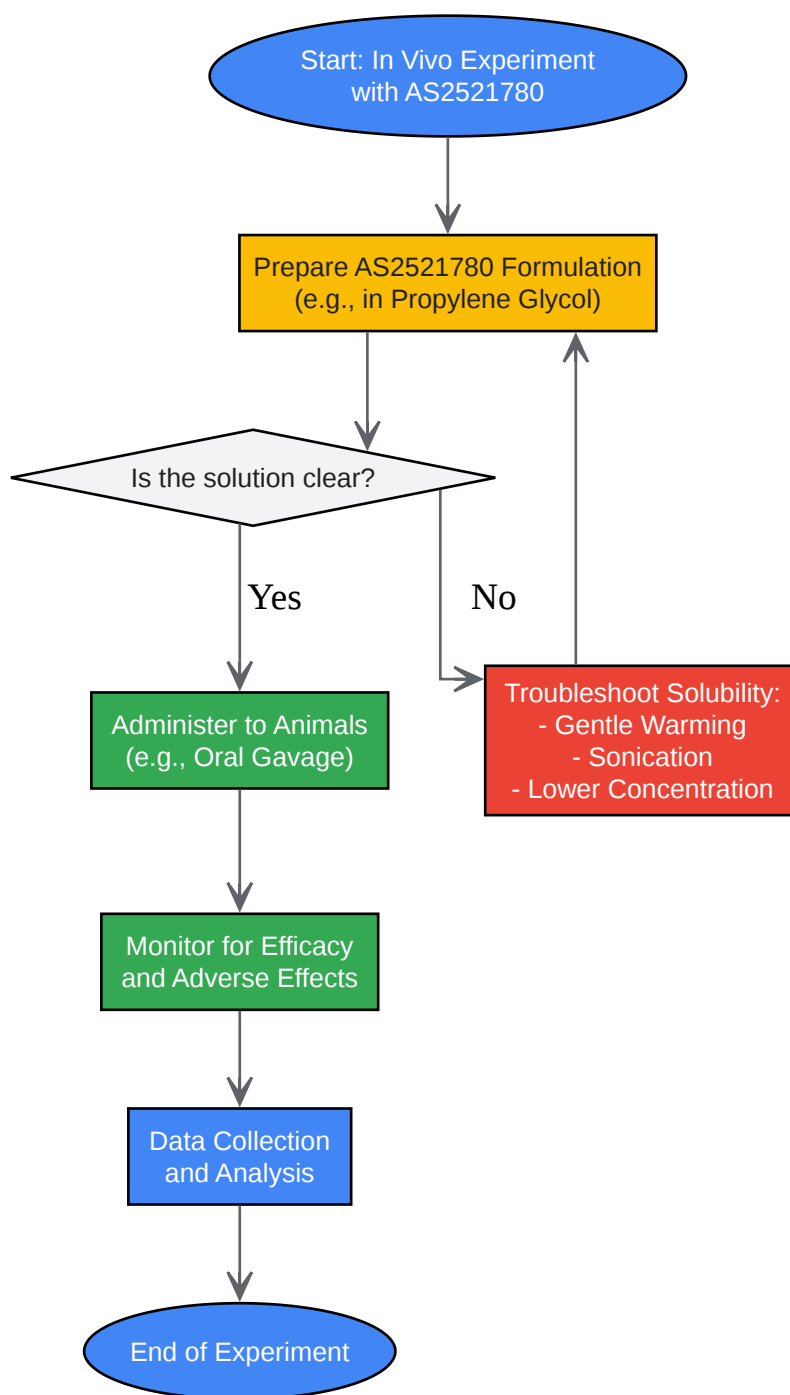 Start: In Vivo Experiment
with AS2521780
Prepare AS2521780 Formulation
(e.g., in Propylene Glycol)
Is the solution clear?
Yes
No
Troubleshoot Solubility:
- Gentle Warming
- Sonication
- Lower Concentration
Administer to Animals
(e.g., Oral Gavage)
Monitor for Efficacy
and Adverse Effects
Data Collection
and Analysis
End of Experiment